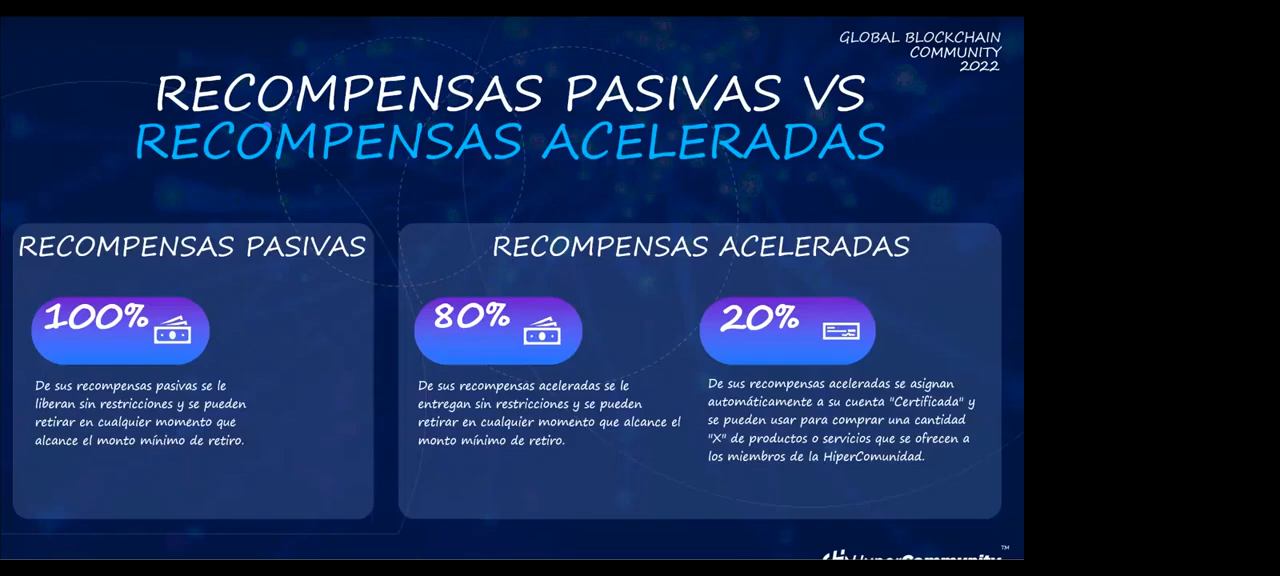 GLOBAL BLOCKCHAIN
COMMUNITY
2022
RECOMPENSAS PASIVAS VS
RECOMPENSAS ACELERADAS
RECOMPENSAS PASIVAS
100%
De sus recompensas pasivas se le
liberan sin restricciones y se pueden
retirar en cualquier momento que
alcance el monto mínimo de retiro.
RECOMPENSAS ACELERADAS
80%
De sus recompensas aceleradas se le
entregan sin restricciones y se pueden
retirar en cualquier momento que alcance el
monto mínimo de retiro.
20%
De sus recompensas aceleradas se asignan
automáticamente a su cuenta "Certificada" y
se pueden usar para comprar una cantidad
"X" de productos o servicios que se ofrecen a
los miembros de la HiperComunidad.
HyperCommunity™